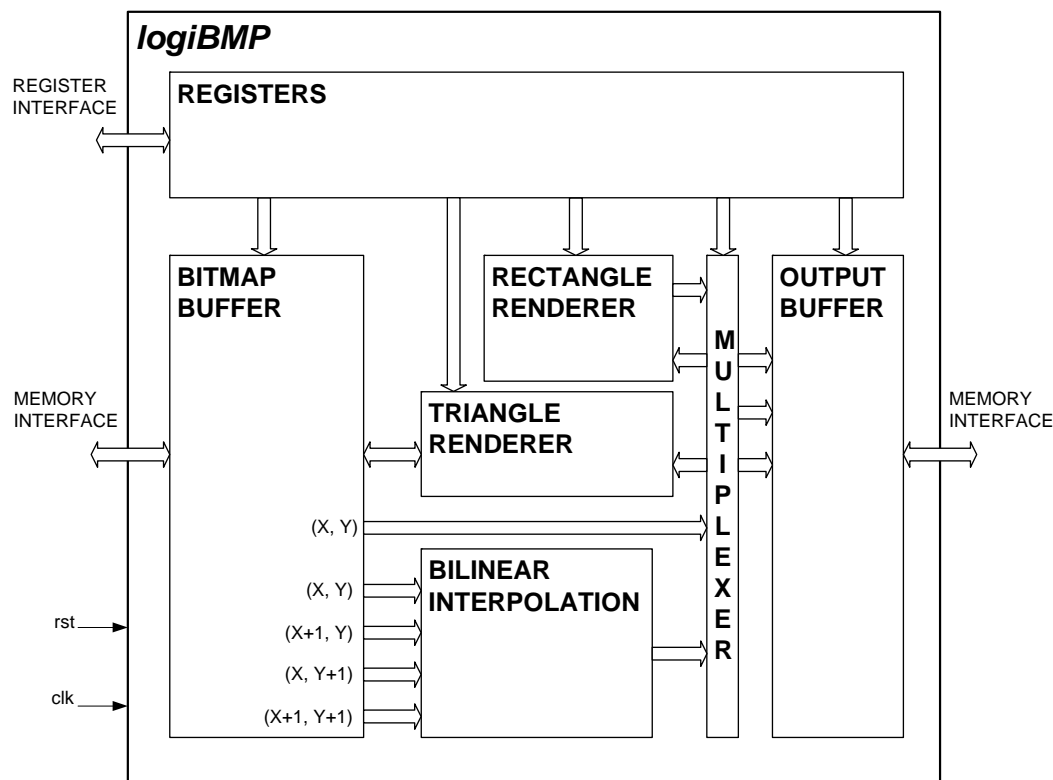 logiBMP
REGISTER
INTERFACE
REGISTERS
BITMAP
BUFFER
RECTANGLE
RENDERER
OUTPUT
BUFFER
MULTIPLEXER
MEMORY
INTERFACE
TRIANGLE
RENDERER
MEMORY
INTERFACE
(X, Y)
BILINEAR
INTERPOLATION
(X, Y)
(X+1, Y)
(X, Y+1)
(X+1, Y+1)
rst
clk